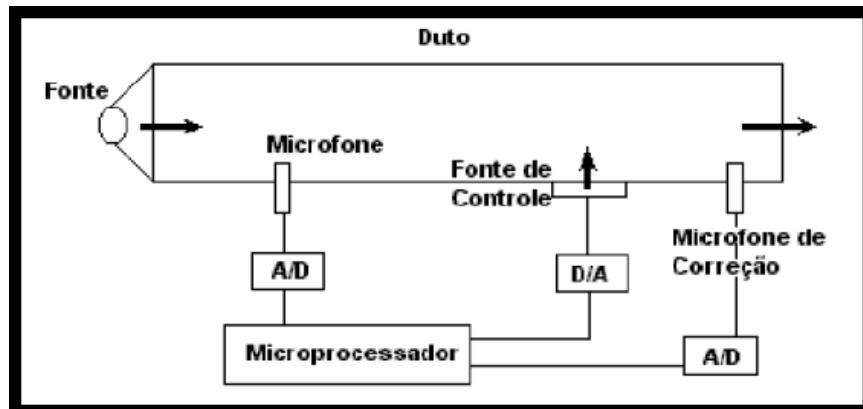 Duto
Fonte
Microfone
Fonte de
Controle
Microfone de
Correção
A/D
D/A
Microprocessador
A/D